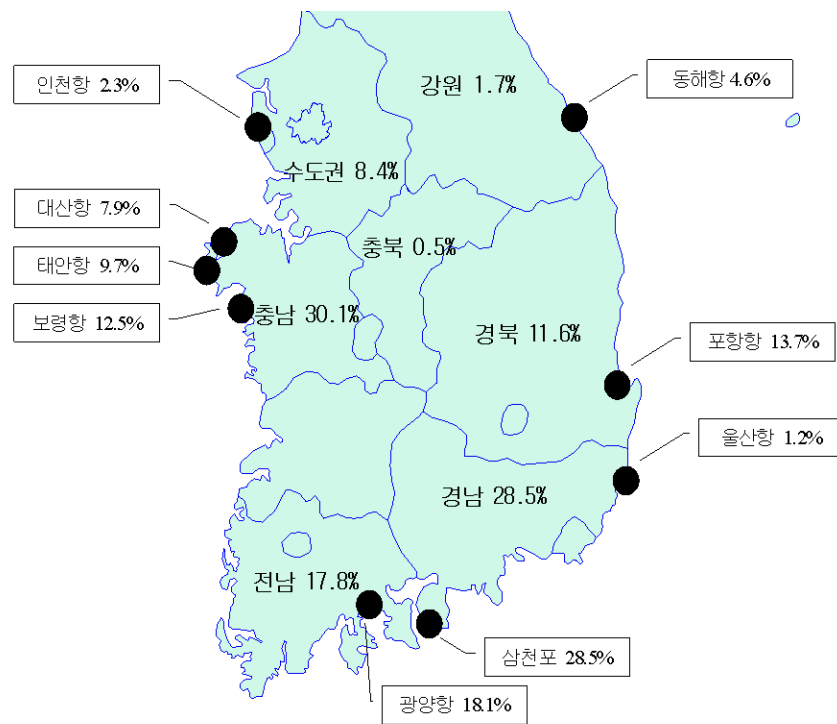 강원 1.7%
동해항 4.6%
인천항 2.3%
수도권 8.4%
대산항 7.9%
충북 0.5%
태안항 9.7%
보령항 12.5%
충남 30.1%
경북 11.6%
포항항 13.7%
울산항 1.2%
경남 28.5%
전남 17.8%
삼천포 28.5%
광양항 18.1%